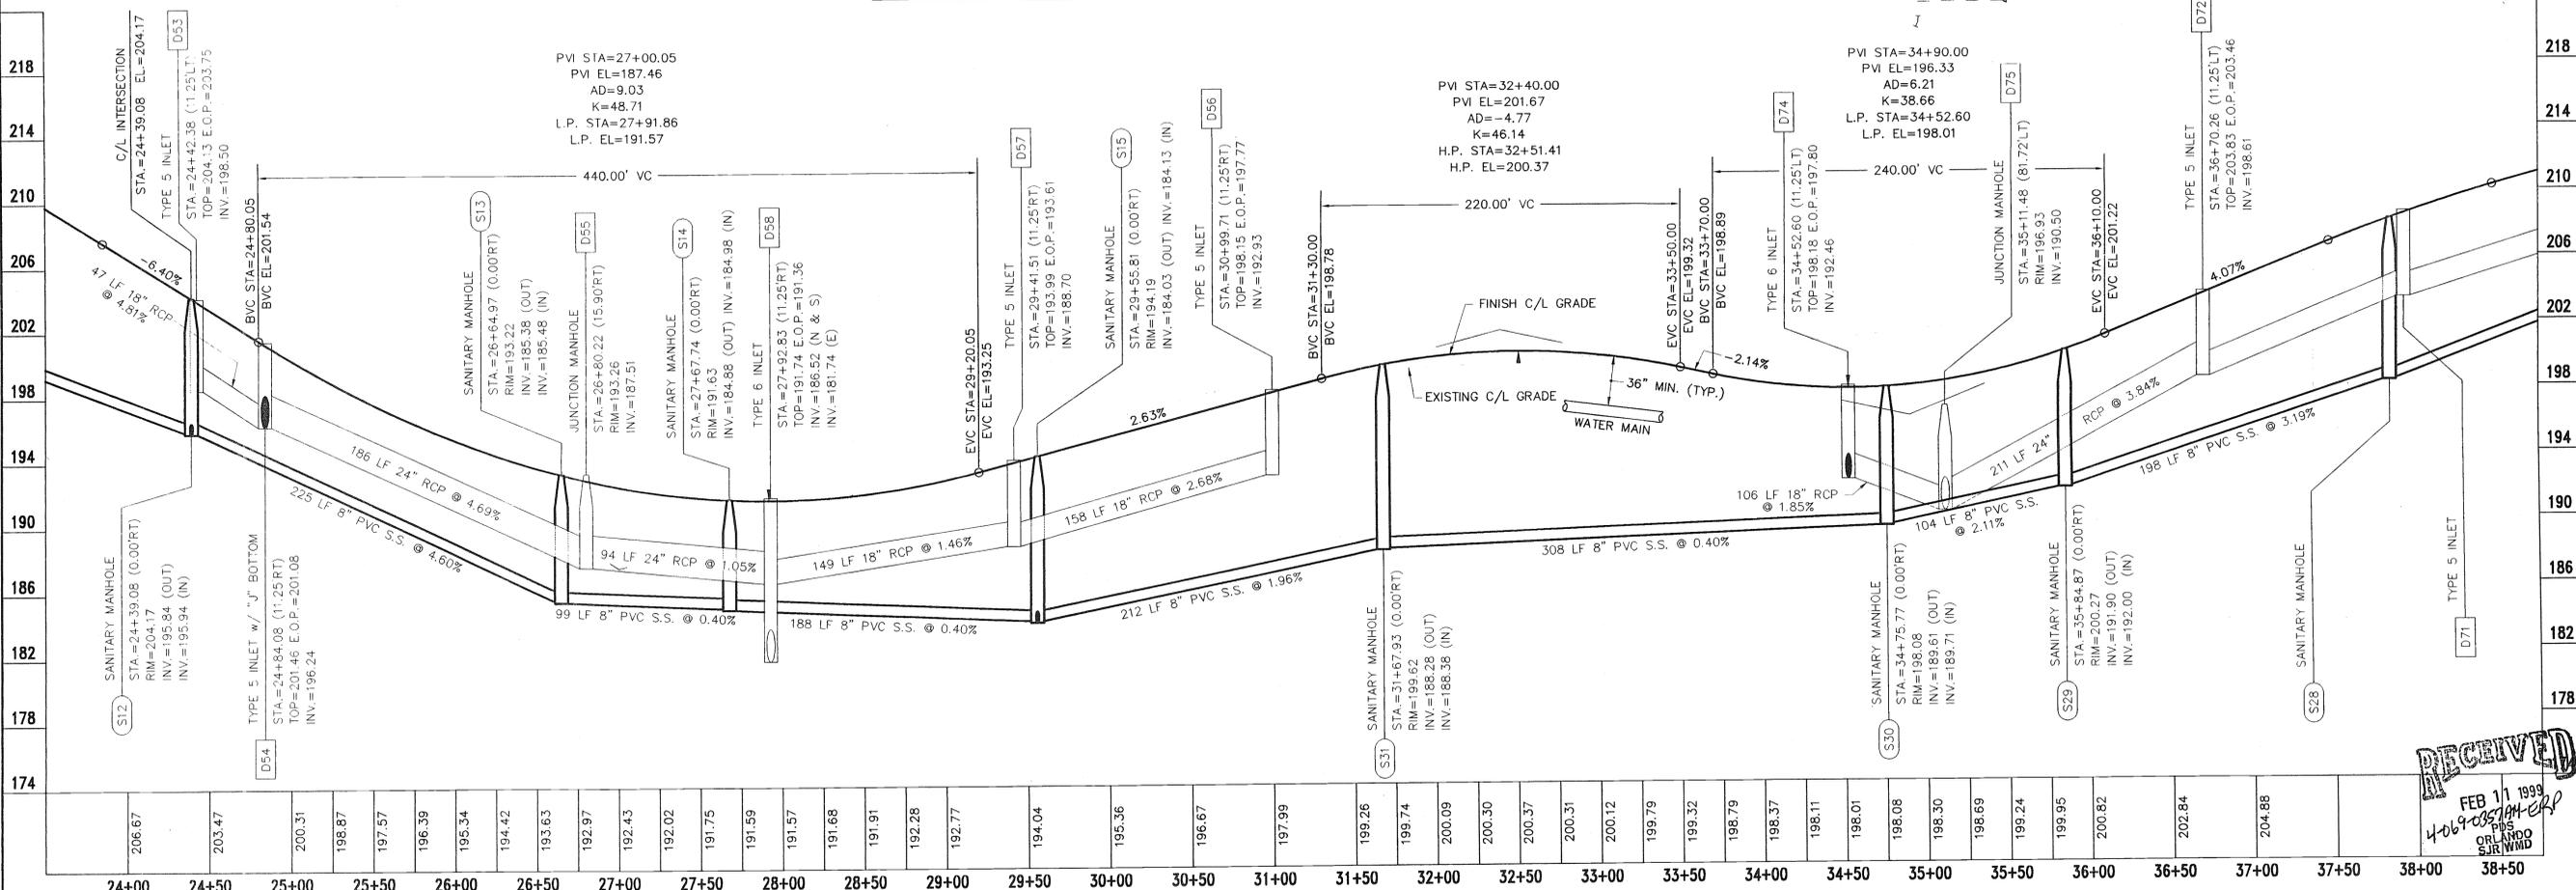 218
214
210
206
202
198
194
190
186
182
178
174
C/L INTERSECTION
STA.=24+39.08 EL.=204.17
D53
TYPE 5 INLET
STA.=24+42.38 (11.25'LT)
TOP=204.13 E.O.P.=203.75
INV.=198.50
-6.40%
47 LF 18" RCP
@ 4.81%
BVC STA=24+80.05
BVC EL=201.54
PVI STA=27+00.05
PVI EL=187.46
AD=9.03
K=48.71
L.P. STA=27+91.86
L.P. EL=191.57
440.00' VC
SANITARY MANHOLE
STA.=24+39.08 (0.00'RT)
RIM=204.17
INV.=195.84 (OUT)
INV.=195.94 (IN)
S12
TYPE 5 INLET w/ "J" BOTTOM
STA.=24+84.08 (11.25'RT)
TOP=201.46 E.O.P.=201.08
INV.=196.24
D54
186 LF 24" RCP @ 4.69%
225 LF 8" PVC S.S. @ 4.60%
S13
SANITARY MANHOLE
STA.=26+64.97 (0.00'RT)
RIM=193.22
INV.=185.38 (OUT)
INV.=185.48 (IN)
D55
JUNCTION MANHOLE
STA.=26+80.22 (15.90'RT)
RIM=193.26
INV.=187.51
S14
SANITARY MANHOLE
STA.=27+67.74 (0.00'RT)
RIM=191.63
INV.=184.88 (OUT) INV.=184.98 (IN)
D58
TYPE 6 INLET
STA.=27+92.83 (11.25'RT)
TOP=191.74 E.O.P.=191.36
INV.=186.52 (N & S)
INV.=181.74 (E)
94 LF 24" RCP @ 1.05%
99 LF 8" PVC S.S. @ 0.40%
149 LF 18" RCP @ 1.46%
188 LF 8" PVC S.S. @ 0.40%
EVC STA=29+20.05
EVC EL=193.25
D57
TYPE 5 INLET
STA.=29+41.51 (11.25'RT)
TOP=193.99 E.O.P.=193.61
INV.=188.70
S15
SANITARY MANHOLE
STA.=29+55.81 (0.00'RT)
RIM=194.19
INV.=184.03 (OUT) INV.=184.13 (IN)
D56
TYPE 5 INLET
STA.=30+99.71 (11.25'RT)
TOP=198.15 E.O.P.=197.77
INV.=192.93
2.63%
158 LF 18" RCP @ 2.68%
212 LF 8" PVC S.S. @ 1.96%
BVC STA=31+30.00
BVC EL=198.78
PVI STA=32+40.00
PVI EL=201.67
AD=-4.77
K=46.14
H.P. STA=32+51.41
H.P. EL=200.37
220.00' VC
FINISH C/L GRADE
EXISTING C/L GRADE
36" MIN. (TYP.)
WATER MAIN
SANITARY MANHOLE
STA.=31+67.93 (0.00'RT)
RIM=199.62
INV.=188.28 (OUT)
INV.=188.38 (IN)
S31
308 LF 8" PVC S.S. @ 0.40%
EVC STA=33+50.00
EVC EL=199.32
BVC STA=33+70.00
BVC EL=198.89
-2.14%
PVI STA=34+90.00
PVI EL=196.33
AD=6.21
K=38.66
L.P. STA=34+52.60
L.P. EL=198.01
240.00' VC
D74
TYPE 6 INLET
STA.=34+52.60 (11.25'LT)
TOP=198.18 E.O.P.=197.80
INV.=192.46
106 LF 18" RCP
@ 1.85%
D75
JUNCTION MANHOLE
STA.=35+11.48 (81.72'LT)
RIM=196.93
INV.=190.50
SANITARY MANHOLE
STA.=34+75.77 (0.00'RT)
RIM=198.08
INV.=189.61 (OUT)
INV.=189.71 (IN)
S30
104 LF 8" PVC S.S.
@ 2.11%
EVC STA=36+10.00
EVC EL=201.22
SANITARY MANHOLE
STA.=35+84.87 (0.00'RT)
RIM=200.27
INV.=191.90 (OUT)
INV.=192.00 (IN)
S29
D72
TYPE 5 INLET
STA.=36+70.26 (11.25'LT)
TOP=203.83 E.O.P.=203.46
INV.=198.61
4.07%
211 LF 24" RCP @ 3.84%
198 LF 8" PVC S.S. @ 3.19%
SANITARY MANHOLE
S28
TYPE 5 INLET
D71
218
214
210
206
202
198
194
190
186
182
178
RECEIVED
FEB 11 1999
4-069-0357AM-ERP
PDS
ORLANDO
SJRWMD
206.67 203.47 200.31 198.87 197.57 196.39 195.34 194.42 193.63 192.97 192.43 192.02 191.75 191.59 191.57 191.68 191.91 192.28 192.77 194.04 195.36 196.67 197.99 199.26 199.74 200.09 200.30 200.37 200.31 200.12 199.79 199.32 198.79 198.37 198.11 198.01 198.08 198.30 198.69 199.24 199.95 200.82 202.84 204.88
24+00 24+50 25+00 25+50 26+00 26+50 27+00 27+50 28+00 28+50 29+00 29+50 30+00 30+50 31+00 31+50 32+00 32+50 33+00 33+50 34+00 34+50 35+00 35+50 36+00 36+50 37+00 37+50 38+00 38+50